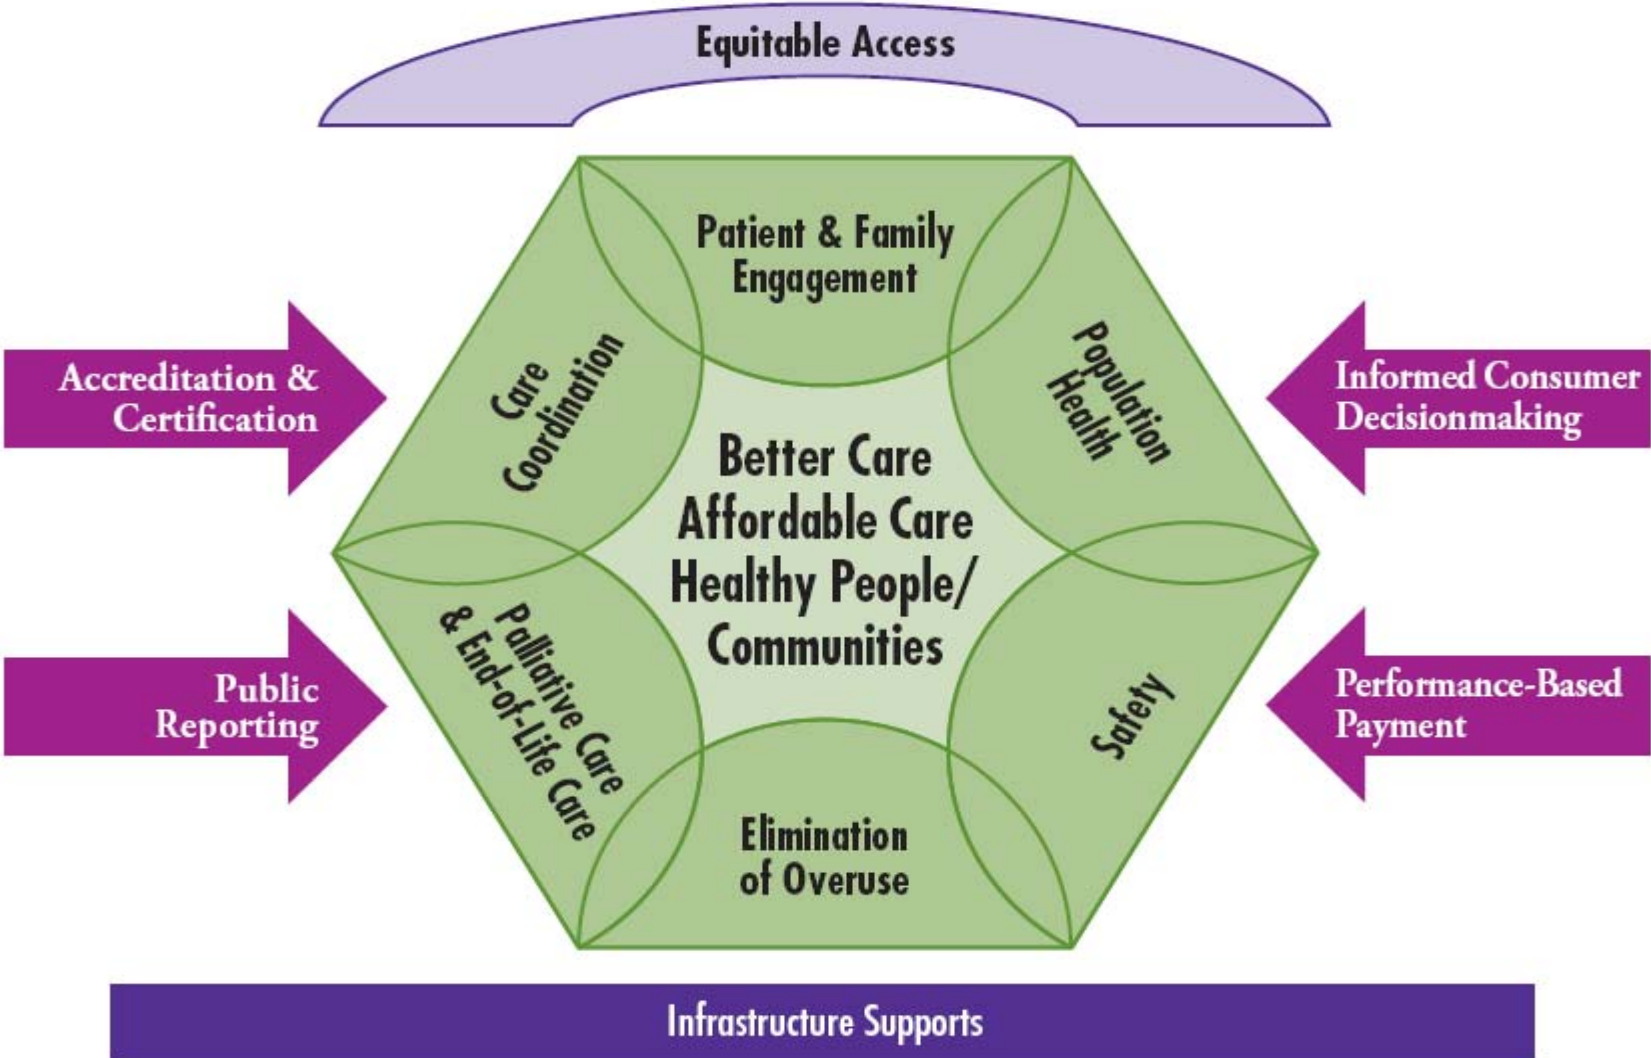 Equitable Access
Patient & Family
Engagement
Care
Coordination
Population
Health
Accreditation &
Certification
Informed Consumer
Decisionmaking
Better Care
Affordable Care
Healthy People/
Communities
Public
Reporting
Palliative Care
& End-of-Life Care
Safety
Performance-Based
Payment
Elimination
of Overuse
Infrastructure Supports